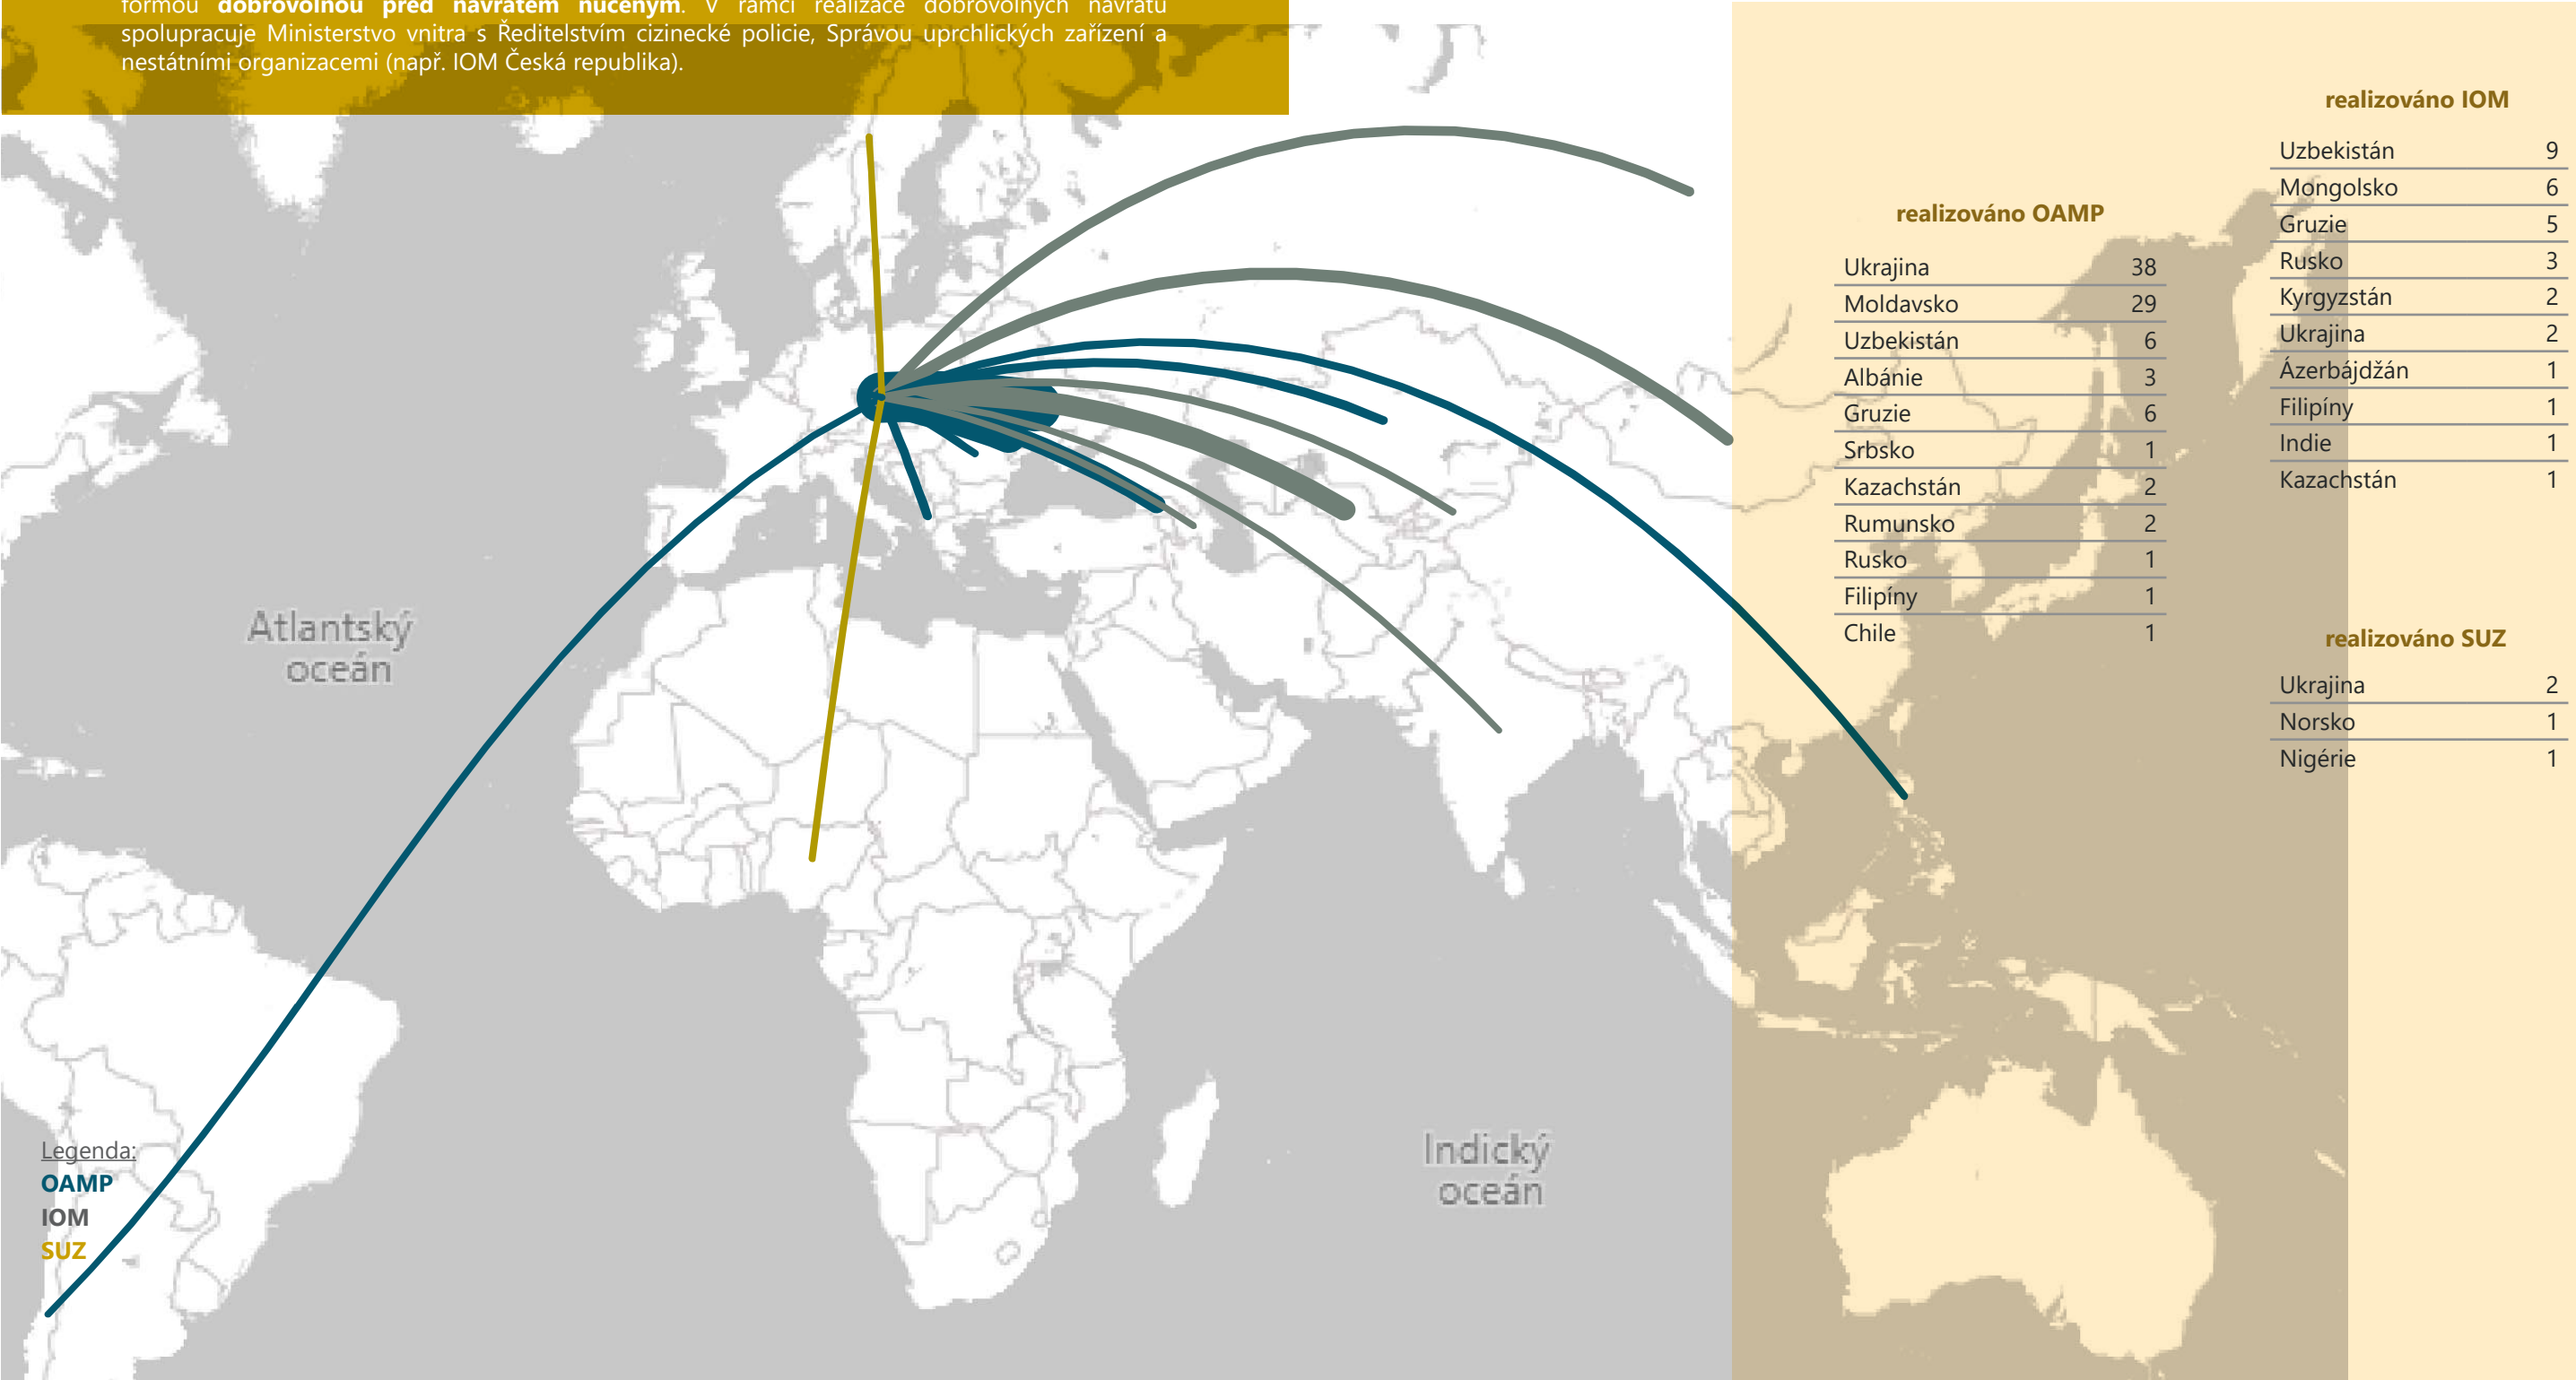 formou dobrovolnou před návratem nuceným. V rámci realizace dobrovolných návratů
spolupracuje Ministerstvo vnitra s Ředitelstvím cizinecké policie, Správou uprchlických zařízení a
nestátními organizacemi (např. IOM Česká republika).
realizováno OAMP
Ukrajina 38
Moldavsko 29
Uzbekistán 6
Albánie 3
Gruzie 6
Srbsko 1
Kazachstán 2
Rumunsko 2
Rusko 1
Filipíny 1
Chile 1
realizováno IOM
Uzbekistán 9
Mongolsko 6
Gruzie 5
Rusko 3
Kyrgyzstán 2
Ukrajina 2
Ázerbájdžán 1
Filipíny 1
Indie 1
Kazachstán 1
realizováno SUZ
Ukrajina 2
Norsko 1
Nigérie 1
Atlantský
oceán
Indický
oceán
Legenda:
OAMP
IOM
SUZ